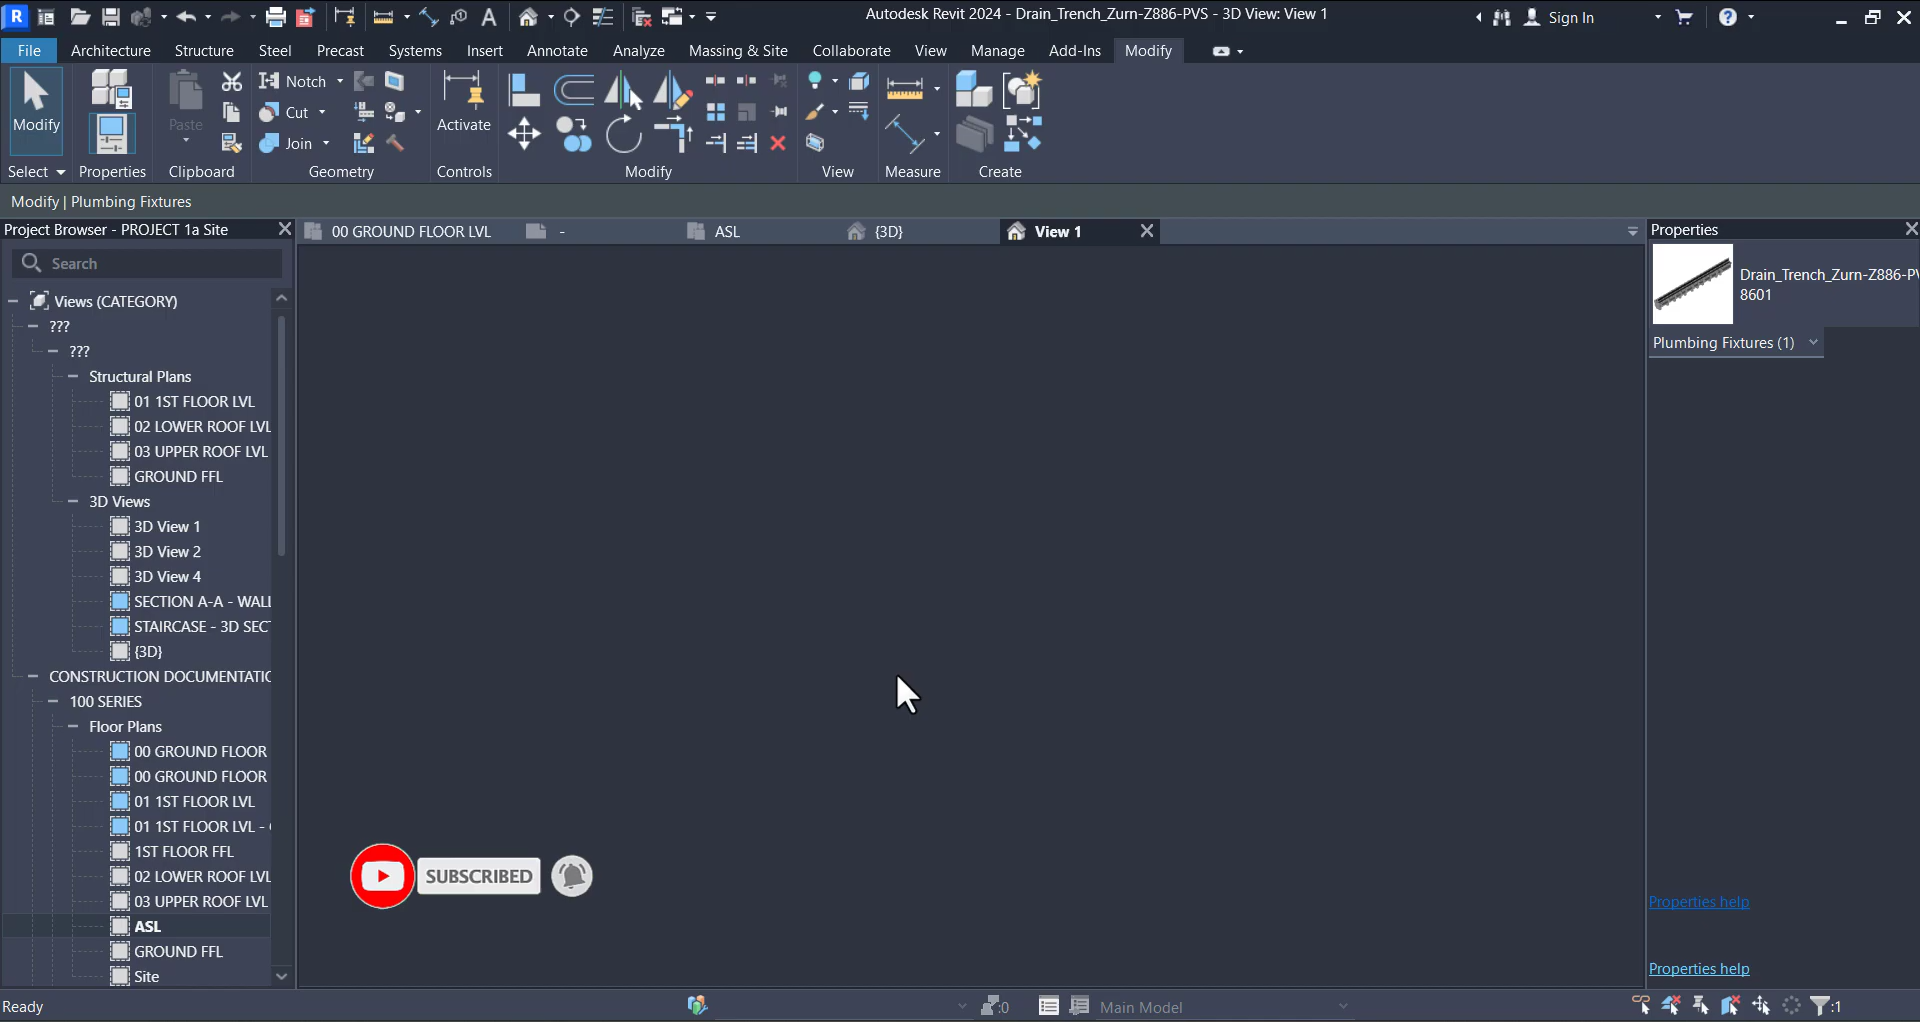 R
Autodesk Revit 2024 - Drain_Trench_Zurn-Z886-PVS - 3D View: View 1
Sign In
File Architecture Structure Steel Precast Systems Insert Annotate Analyze Massing & Site Collaborate View Manage Add-Ins Modify
Modify
Paste
Notch
Cut
Join
Activate
Select Properties Clipboard Geometry Controls Modify View Measure Create
Modify | Plumbing Fixtures
Project Browser - PROJECT 1a Site
00 GROUND FLOOR LVL
-
ASL
{3D}
View 1
Properties
Search
Drain_Trench_Zurn-Z886-PV
8601
Plumbing Fixtures (1)
Views (CATEGORY)
???
???
Structural Plans
01 1ST FLOOR LVL
02 LOWER ROOF LVL
03 UPPER ROOF LVL
GROUND FFL
3D Views
3D View 1
3D View 2
3D View 4
SECTION A-A - WALL
STAIRCASE - 3D SEC
{3D}
CONSTRUCTION DOCUMENTATIO
100 SERIES
Floor Plans
00 GROUND FLOOR
00 GROUND FLOOR
01 1ST FLOOR LVL
01 1ST FLOOR LVL -
1ST FLOOR FFL
02 LOWER ROOF LVL
03 UPPER ROOF LVL
ASL
GROUND FFL
Site
SUBSCRIBED
Properties help
Properties help
Ready
:0
Main Model
:1